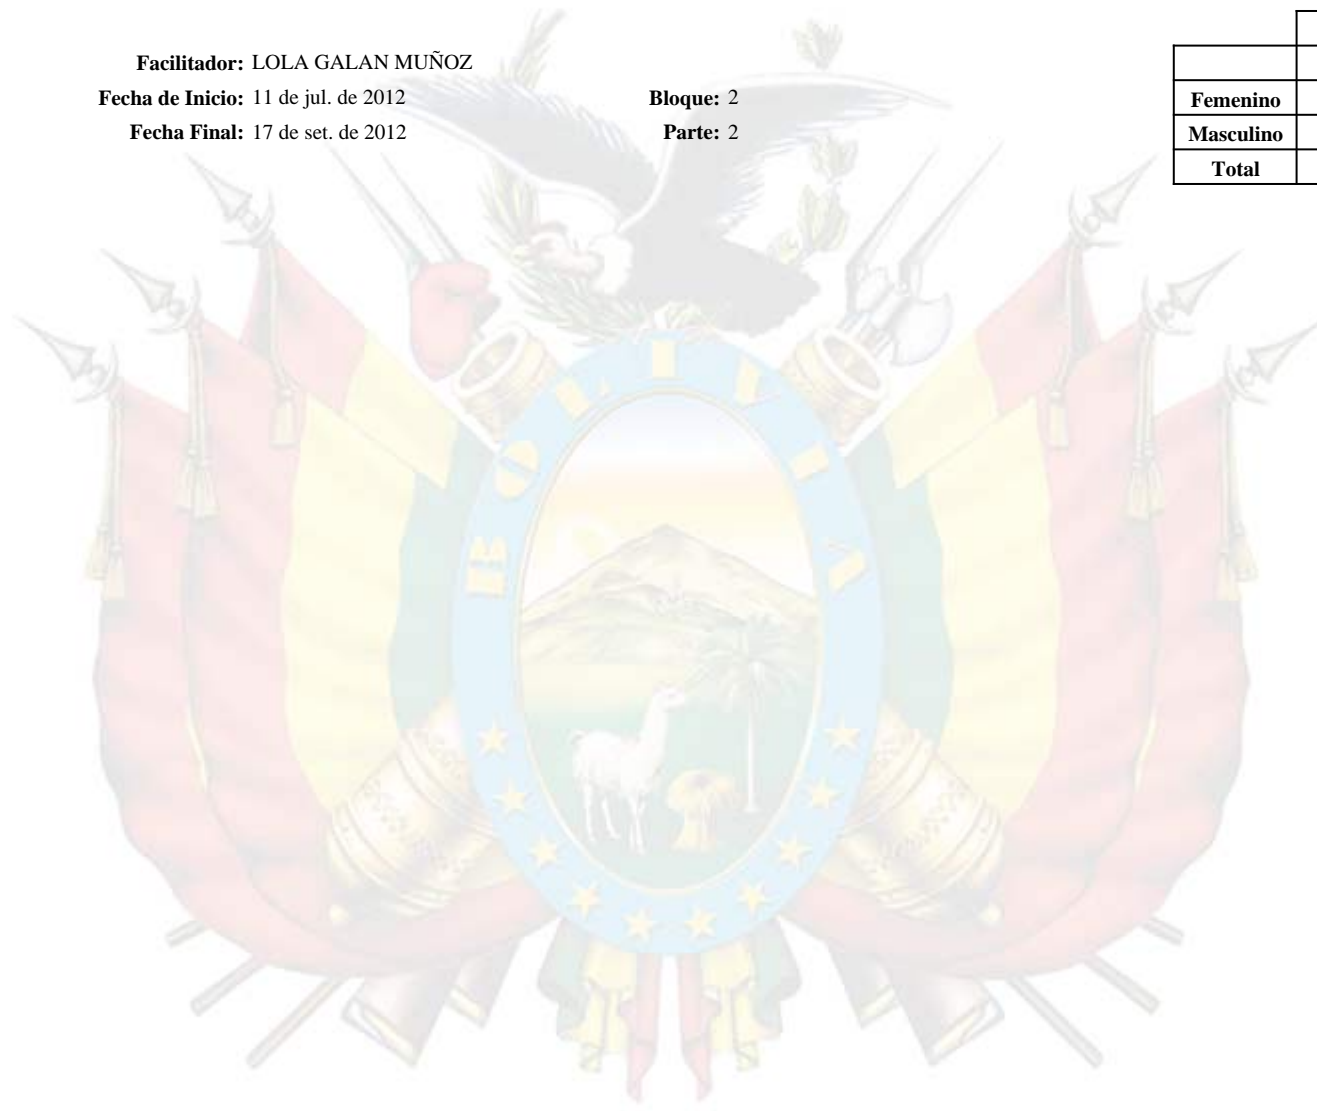 Facilitador: LOLA GALAN MUÑOZ
Fecha de Inicio: 11 de jul. de 2012 Bloque: 2
Fecha Final: 17 de set. de 2012 Parte: 2
Femenino
Masculino
Total
BOLIVIA